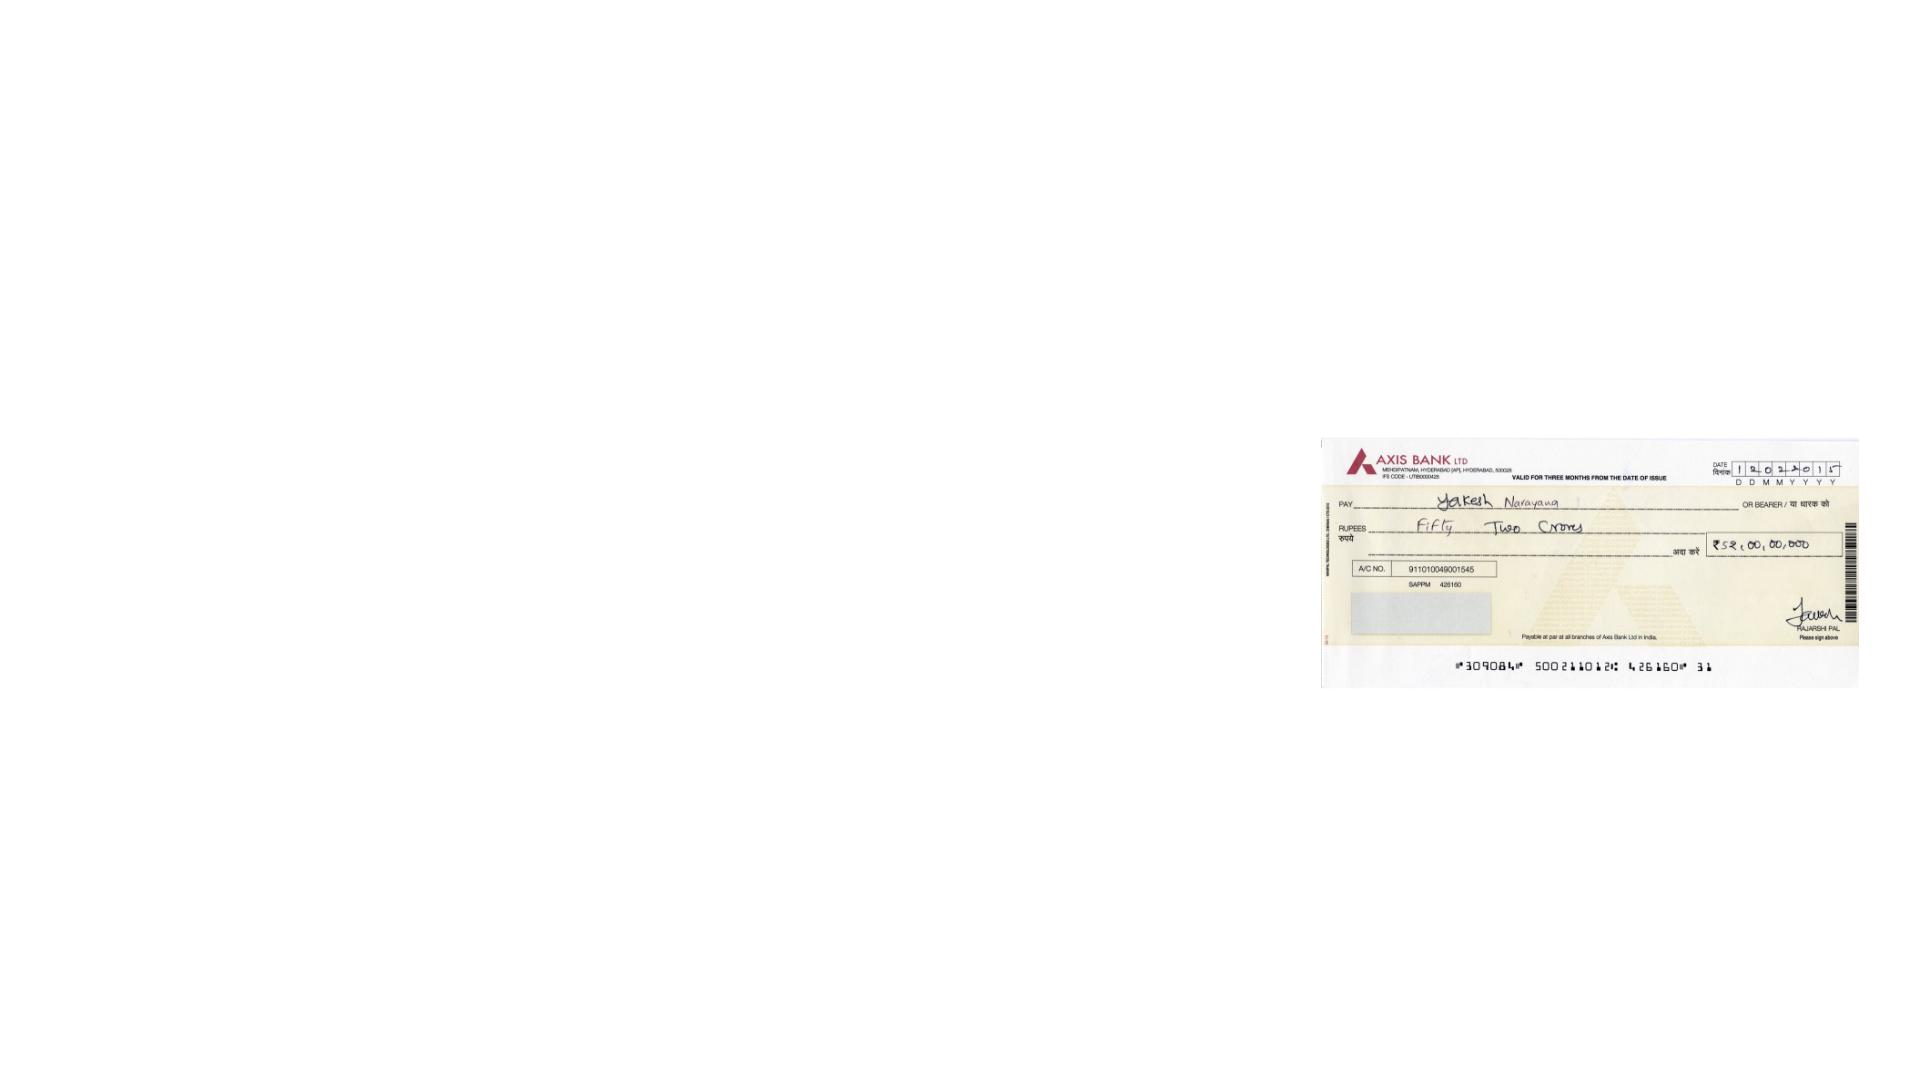 AXIS BANK LTD
MEHDIPATNAM, HYDERABAD [AP], HYDERABAD, 500028
IFS CODE - UTIB0000426
VALID FOR THREE MONTHS FROM THE DATE OF ISSUE
DATE
दिनांक 12022015
D D M M Y Y Y Y
PAY Yakesh Narayana OR BEARER / या धारक को
RUPEES Fifty Two Crores
रुपये
अदा करें ₹52,00,00,000
A/C NO. 911010049001545
SAPPM 426160
RAJARSHI PAL
Please sign above
Payable at par at all branches of Axis Bank Ltd in India.
⑈309084⑈ 500211012⑆ 426160⑈ 31